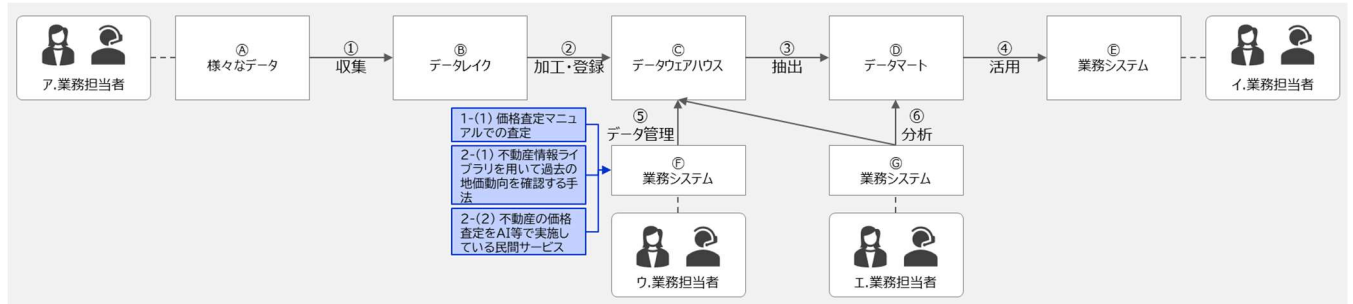 ア.業務担当者
Ⓐ
様々なデータ
①
収集
Ⓑ
データレイク
②
加工・登録
Ⓒ
データウェアハウス
③
抽出
Ⓓ
データマート
④
活用
Ⓔ
業務システム
イ.業務担当者
1-(1) 価格査定マニュ
アルでの査定
2-(1) 不動産情報ライ
ブラリを用いて過去の
地価動向を確認する手
法
2-(2) 不動産の価格
査定をAI等で実施し
ている民間サービス
⑤
データ管理
⑥
分析
Ⓕ
業務システム
Ⓖ
業務システム
ウ.業務担当者
エ.業務担当者